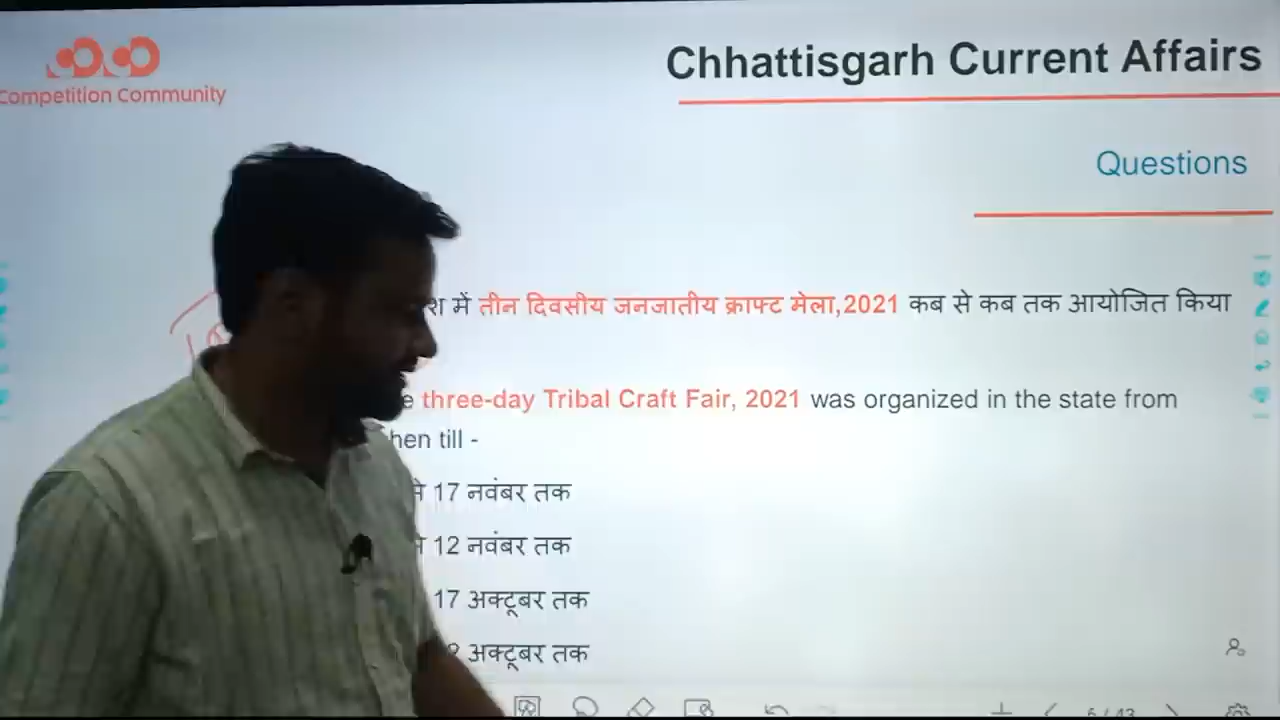 Competition Community
Chhattisgarh Current Affairs
Questions
में तीन दिवसीय जनजातीय क्राफ्ट मेला,2021 कब से कब तक आयोजित किया
three-day Tribal Craft Fair, 2021 was organized in the state from
till -
17 नवंबर तक
12 नवंबर तक
17 अक्टूबर तक
अक्टूबर तक